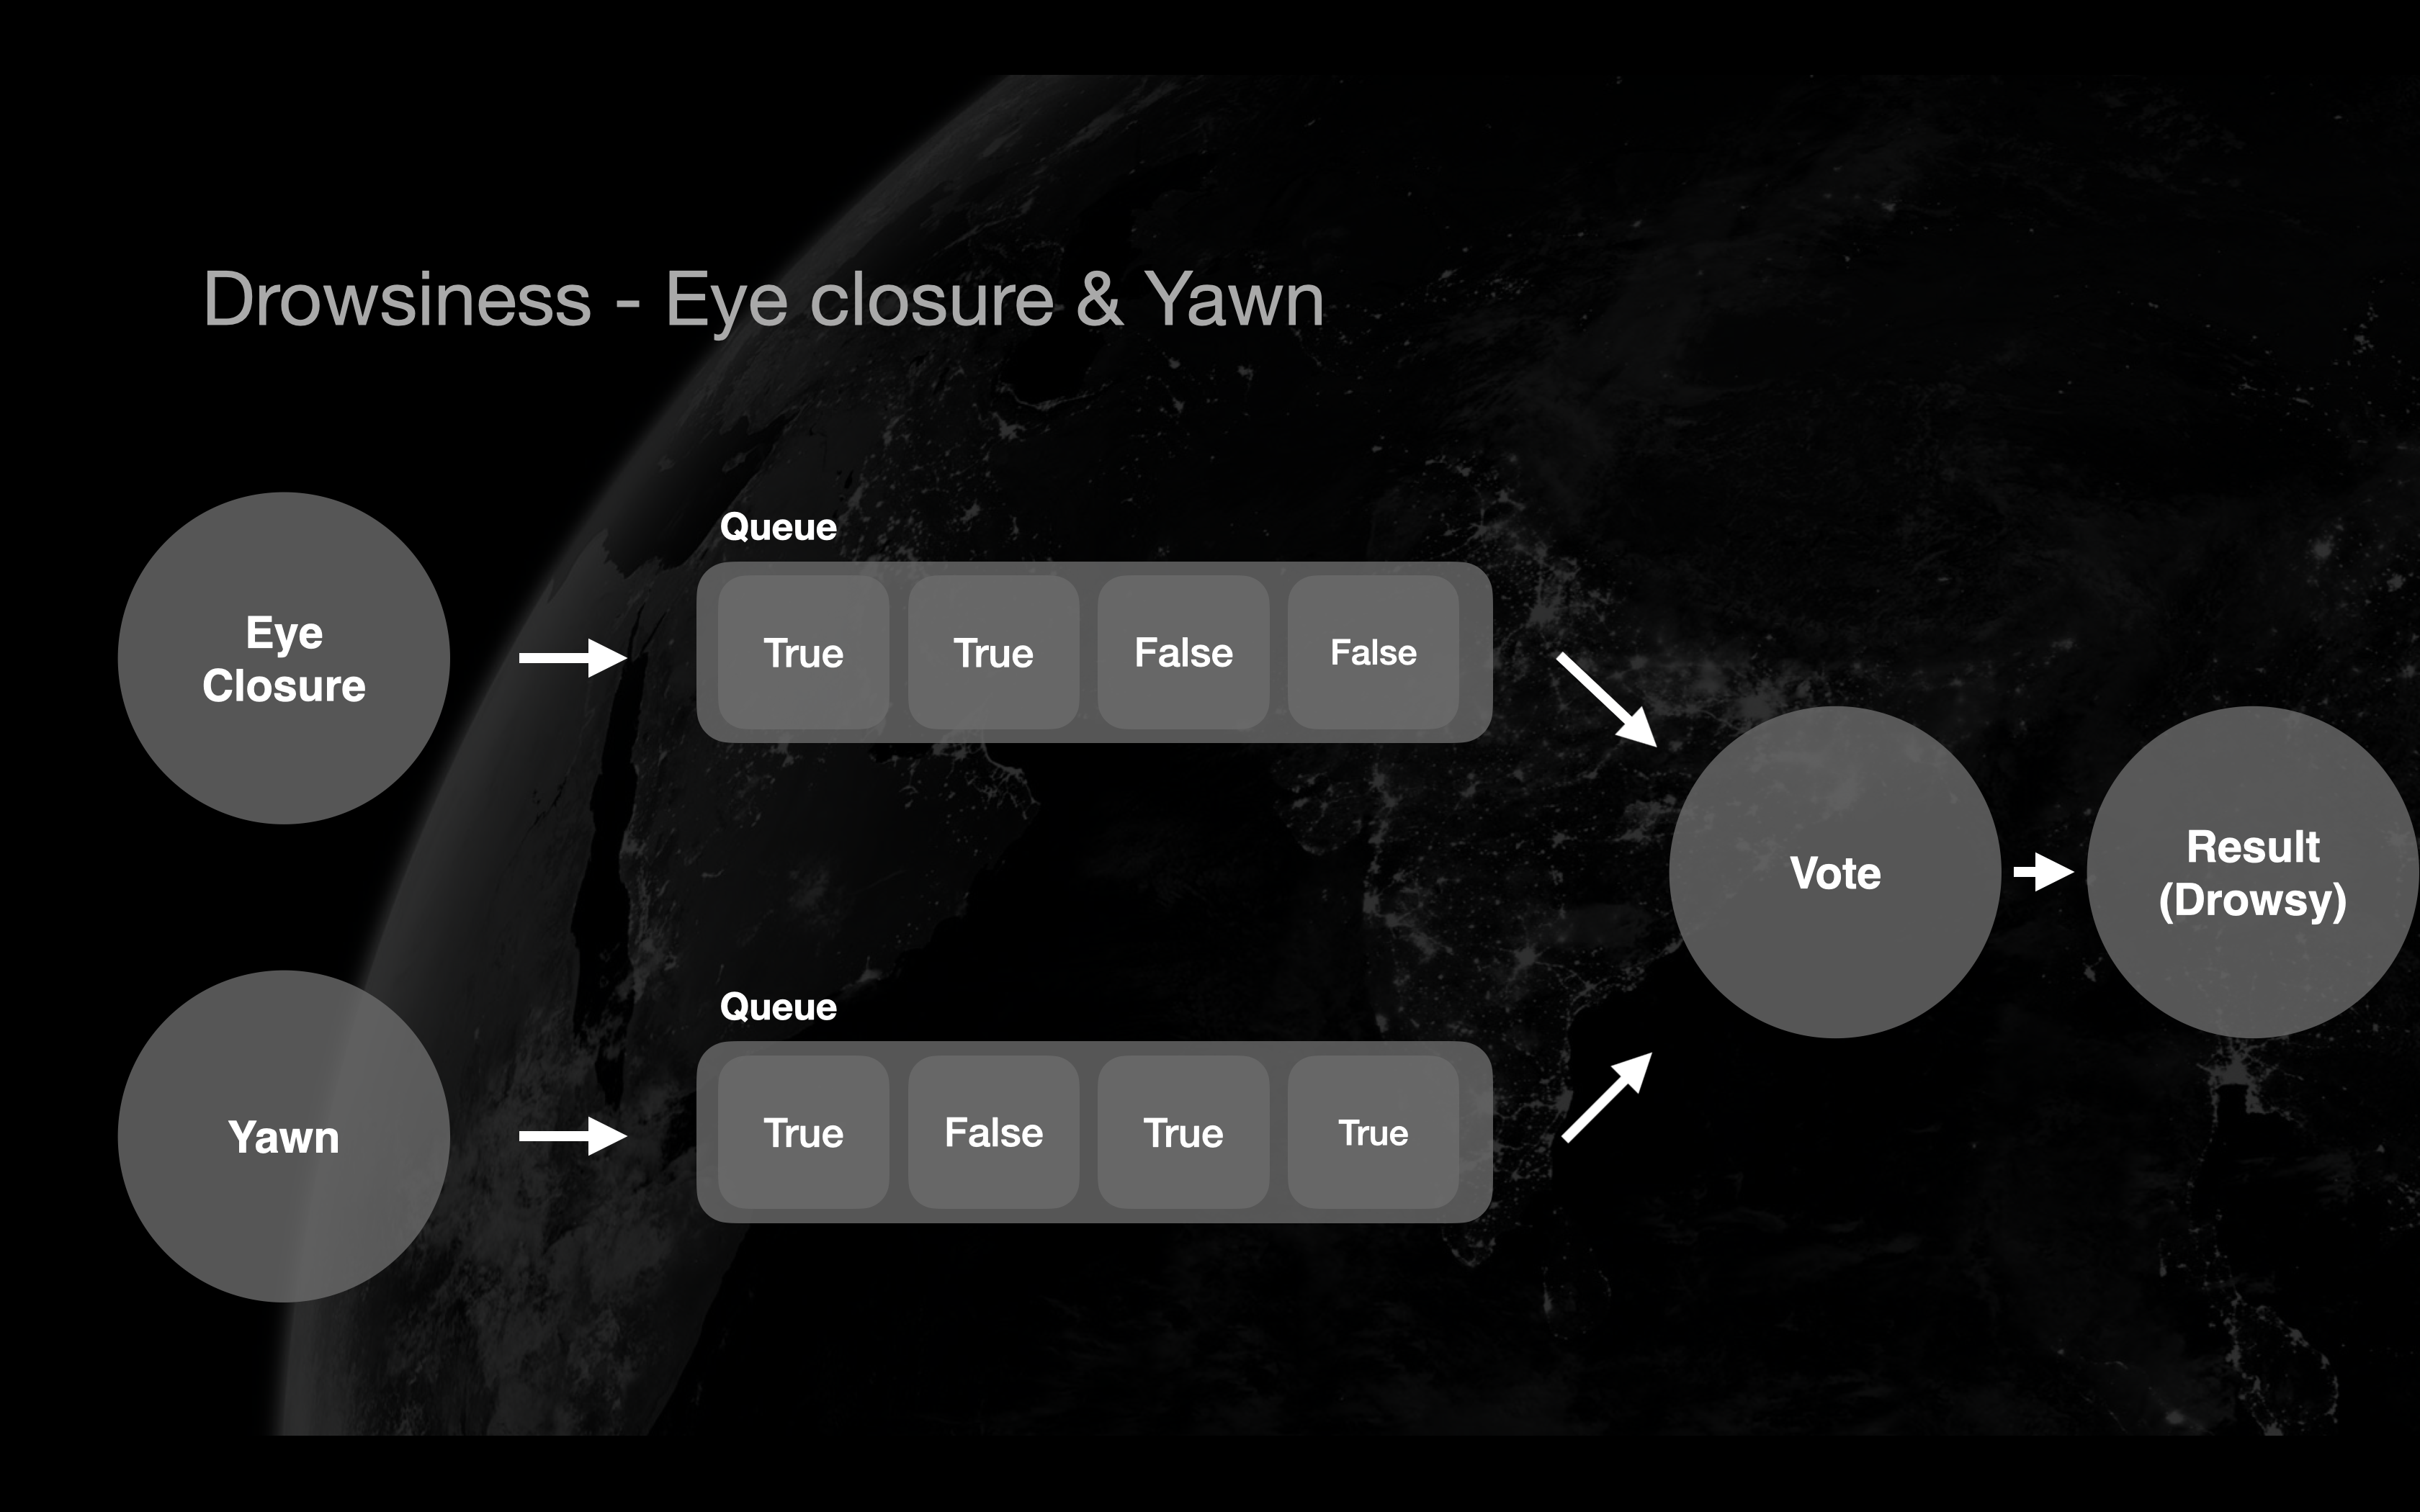 Drowsiness - Eye closure & Yawn
Eye
Closure
Queue
True True False False
Yawn
Queue
True False True True
Vote
Result
(Drowsy)